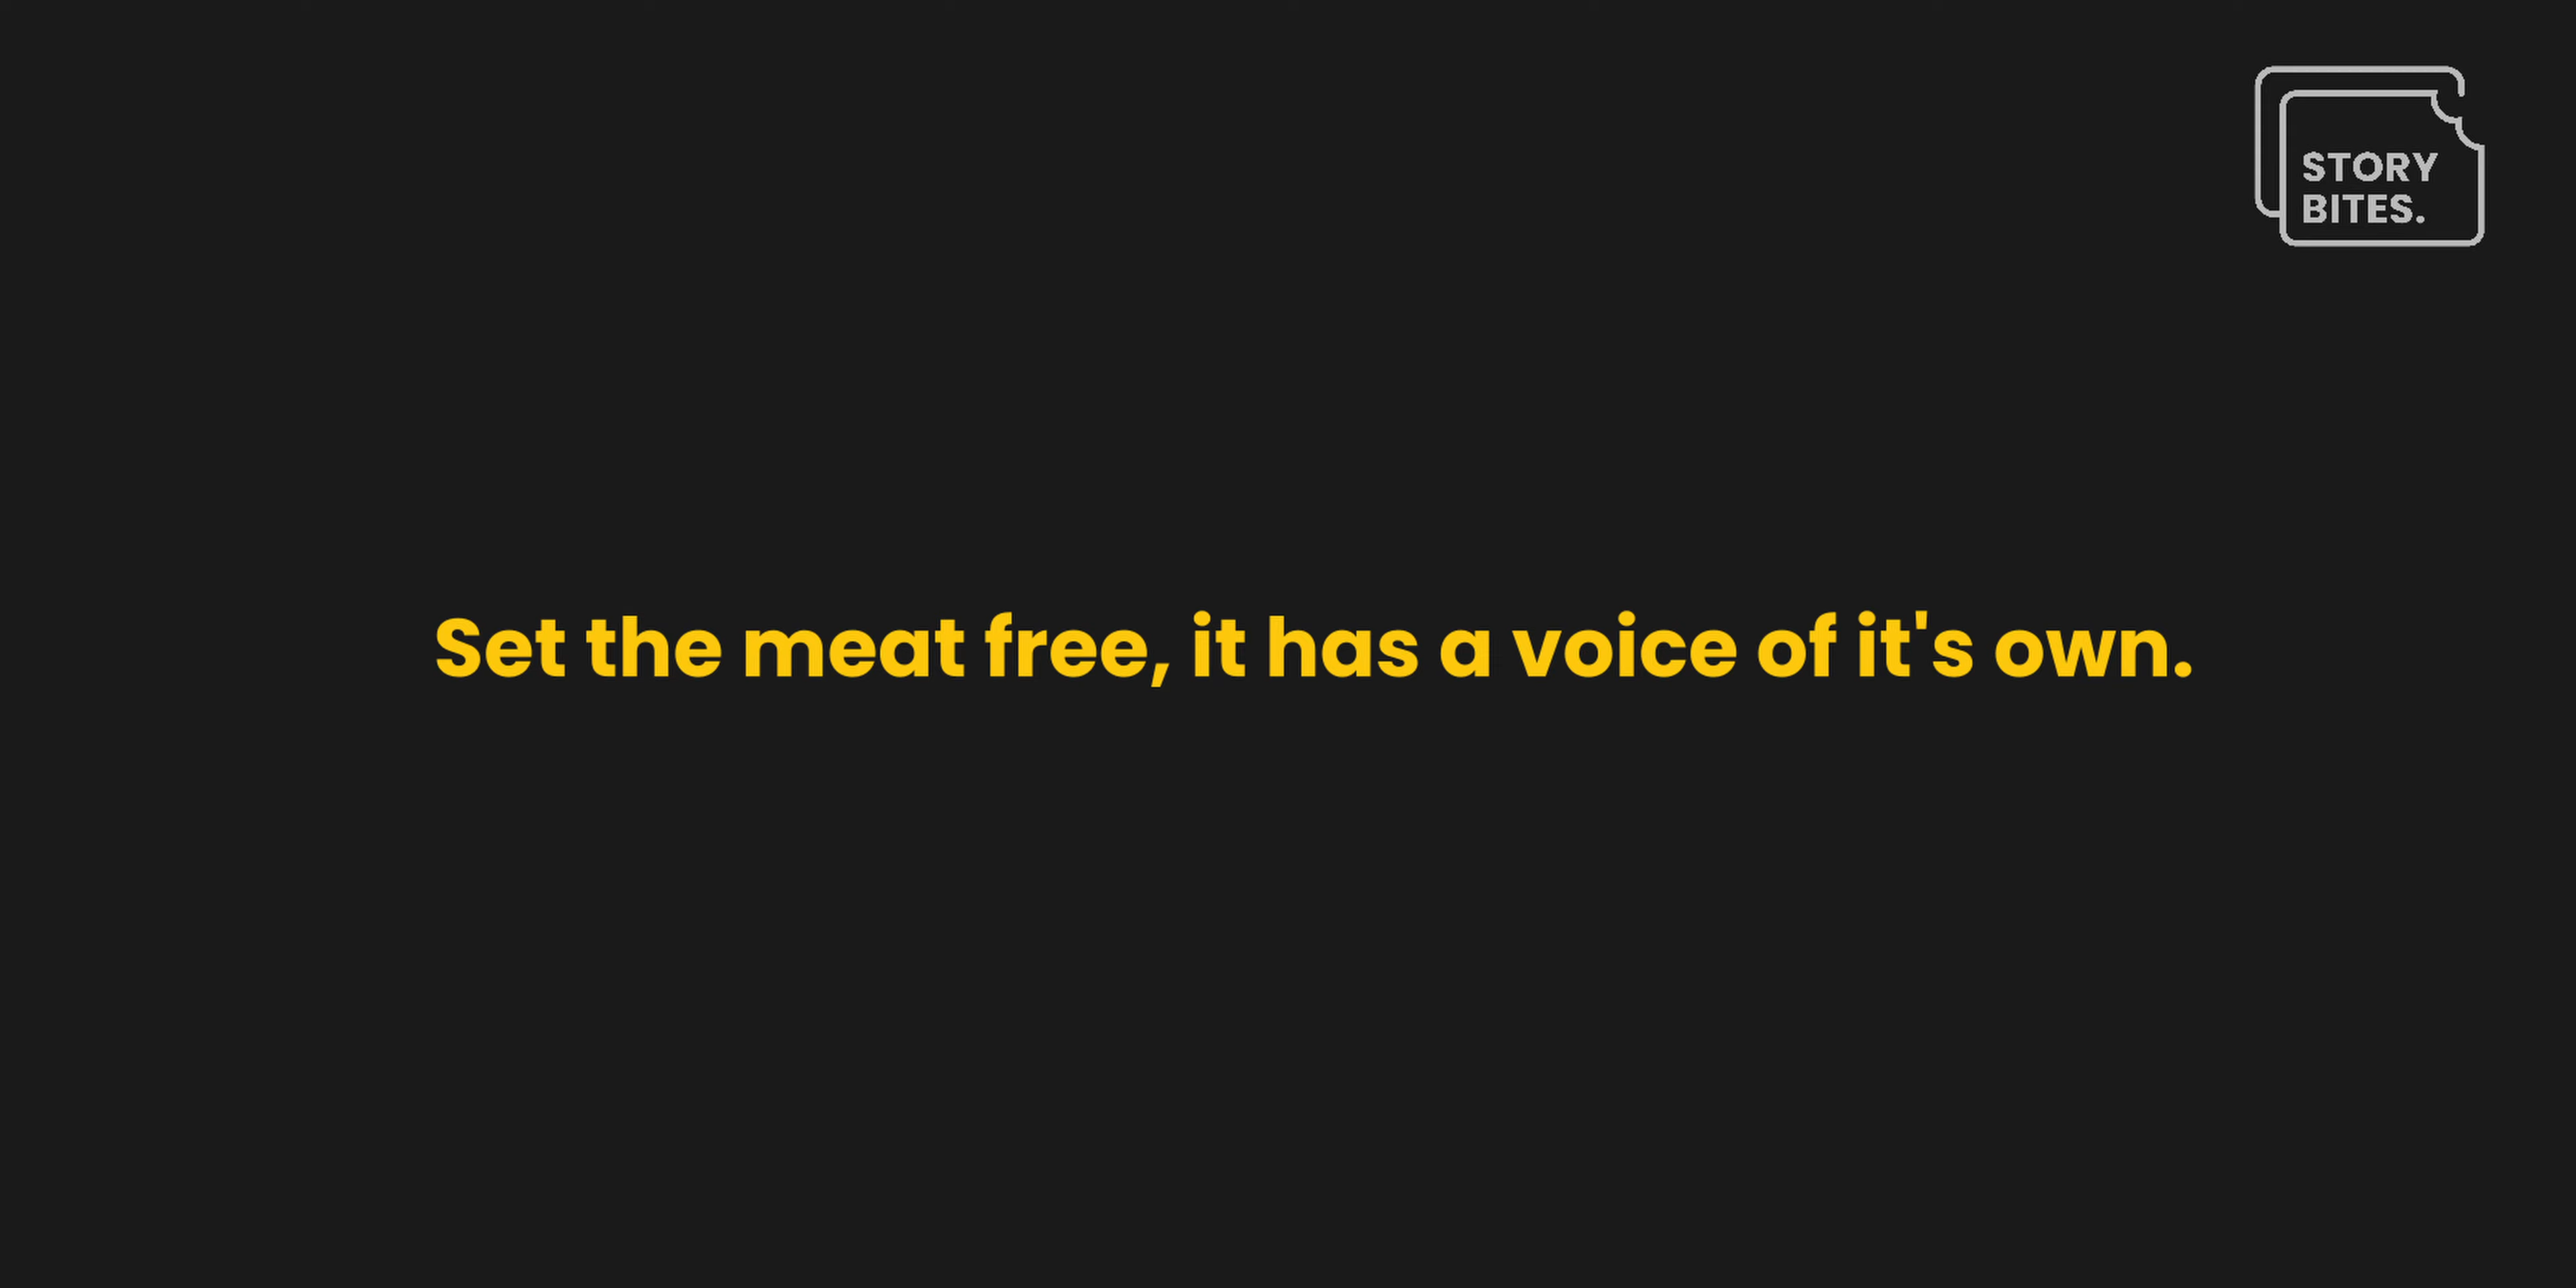 STORY
BITES.
Set the meat free, it has a voice of it's own.